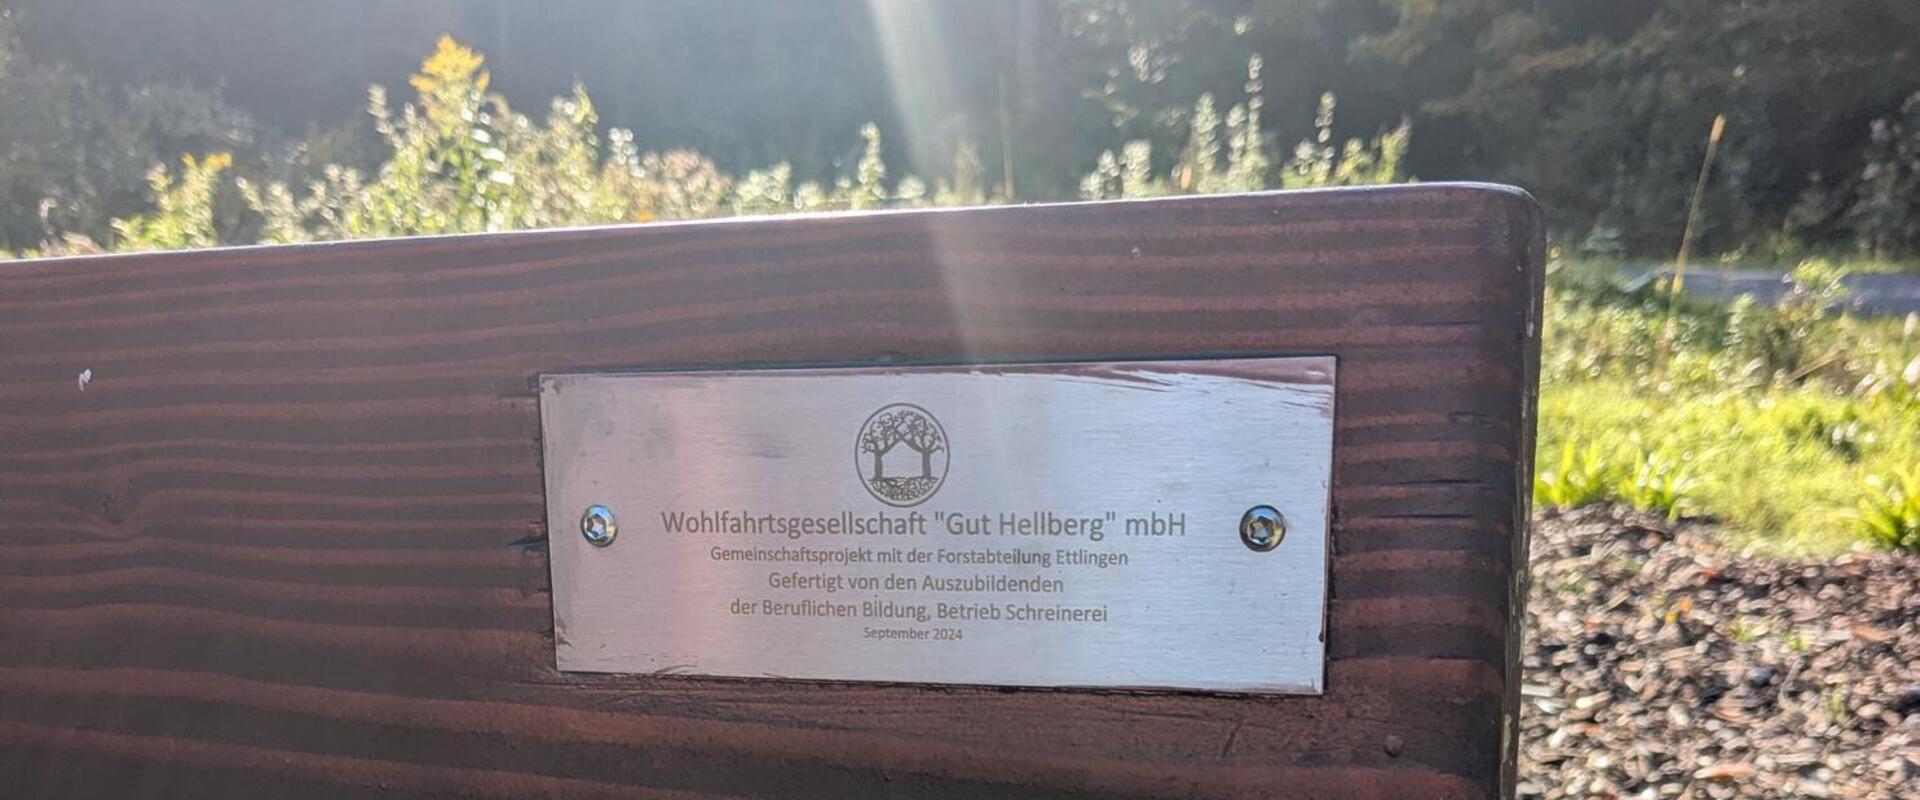 Wohlfahrtsgesellschaft "Gut Hellberg" mbH
Gemeinschaftsprojekt mit der Forstabteilung Ettlingen
Gefertigt von den Auszubildenden
der Beruflichen Bildung, Betrieb Schreinerei
September 2024